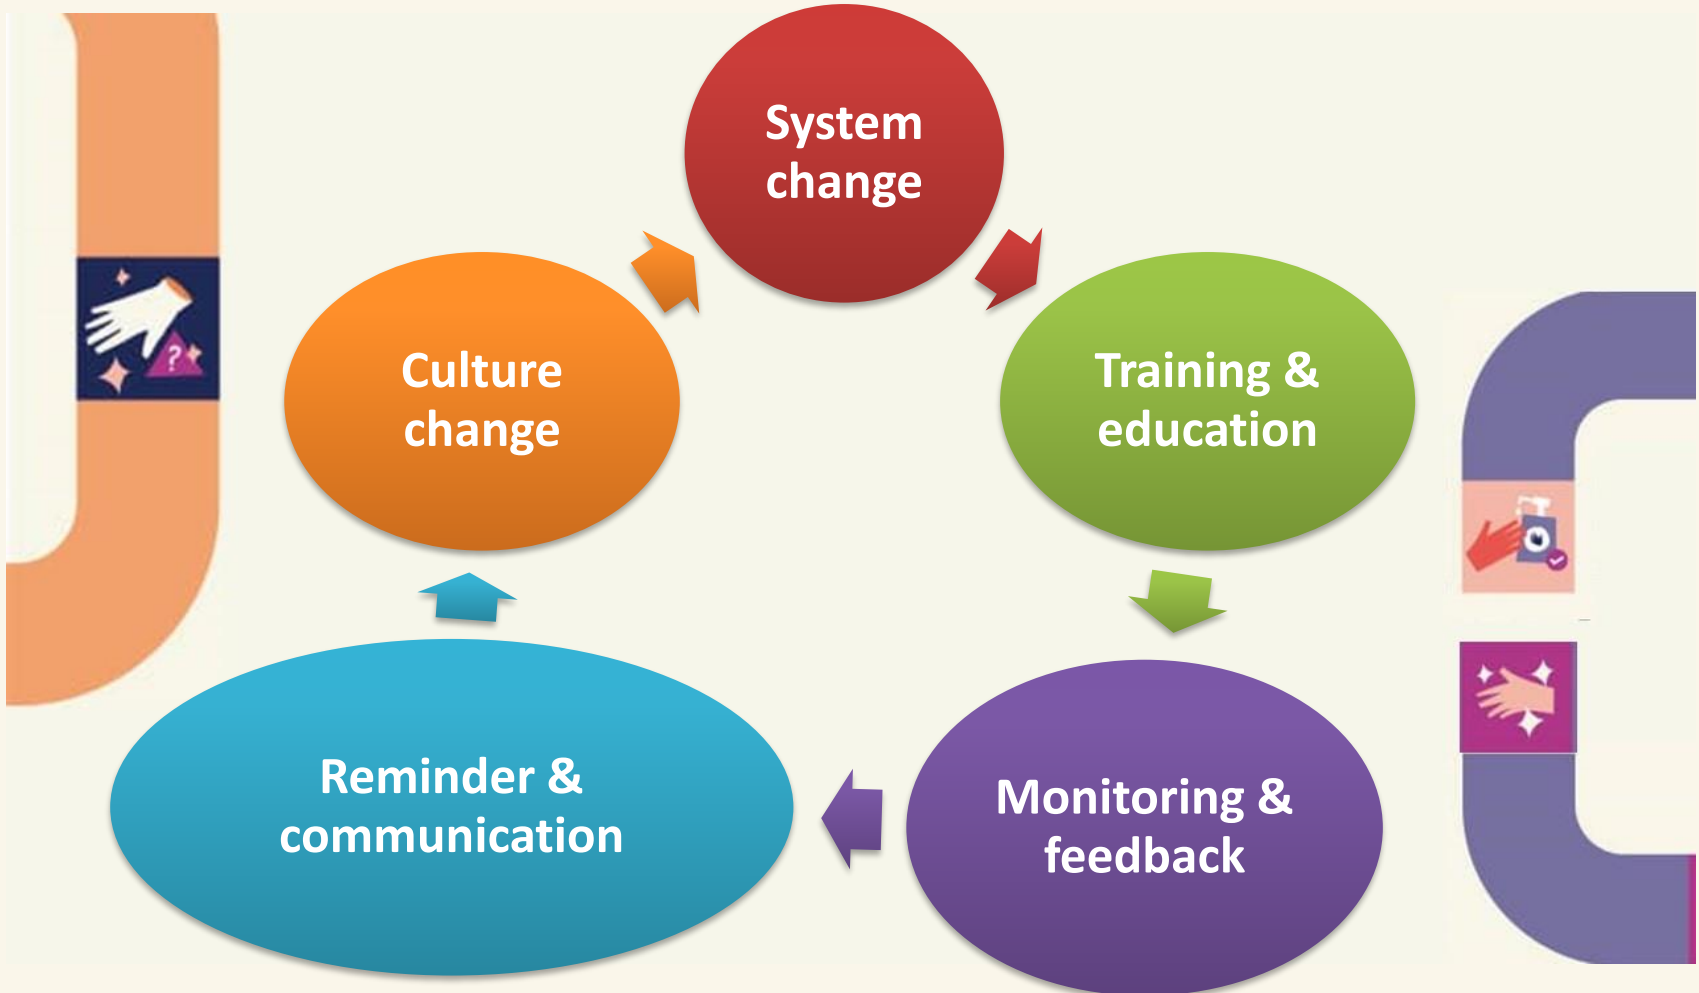 System
change
Training &
education
Monitoring &
feedback
Reminder &
communication
Culture
change
?